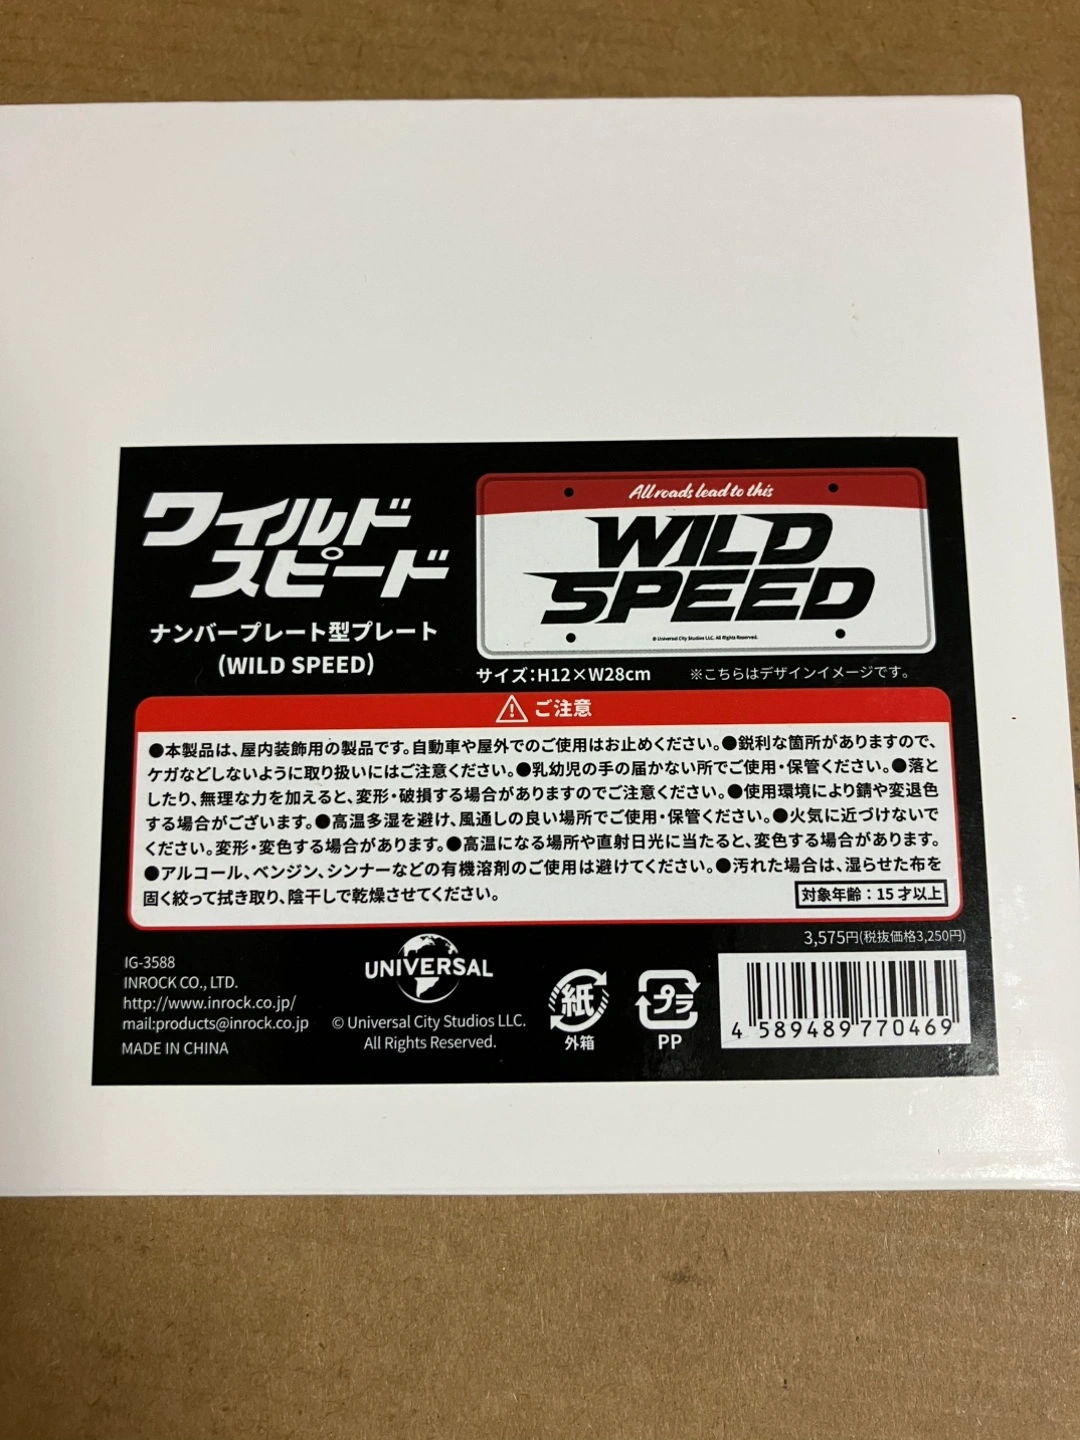 ワイルド
スピード
ナンバープレート型プレート
(WILD SPEED)
All roads lead to this
WILD
SPEED
© Universal City Studios LLC. All Rights Reserved.
サイズ:H12×W28cm
※こちらはデザインイメージです。
ご注意
●本製品は、屋内装飾用の製品です。自動車や屋外でのご使用はお止めください。●鋭利な箇所がありますので、
ケガなどしないように取り扱いにはご注意ください。●乳幼児の手の届かない所でご使用・保管ください。●落と
したり、無理な力を加えると、変形・破損する場合がありますのでご注意ください。●使用環境により錆や変退色
する場合がございます。●高温多湿を避け、風通しの良い場所でご使用・保管ください。●火気に近づけないで
ください。変形・変色する場合があります。●高温になる場所や直射日光に当たると、変色する場合があります。
●アルコール、ベンジン、シンナーなどの有機溶剤のご使用は避けてください。●汚れた場合は、湿らせた布を
固く絞って拭き取り、陰干しで乾燥させてください。
対象年齢:15才以上
3,575円(税抜価格3,250円)
IG-3588
INROCK CO., LTD.
http://www.inrock.co.jp/
mail:products@inrock.co.jp
MADE IN CHINA
UNIVERSAL
© Universal City Studios LLC.
All Rights Reserved.
紙
外箱
プラ
PP
4 589489 770469